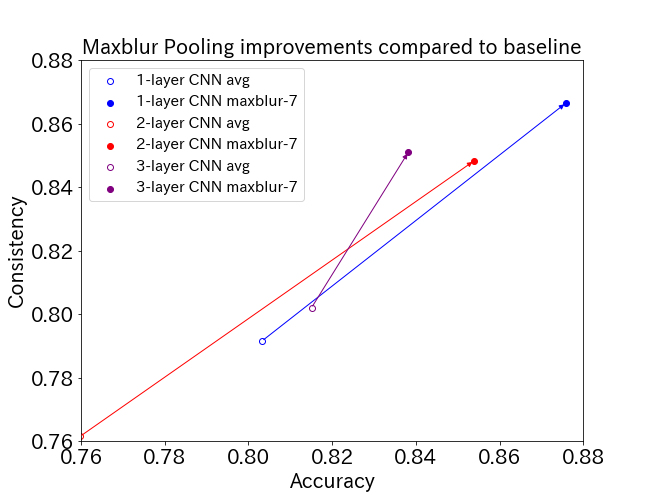 Maxblur Pooling improvements compared to baseline
0.88
0.86
0.84
0.82
0.80
0.78
0.76
Consistency
1-layer CNN avg
1-layer CNN maxblur-7
2-layer CNN avg
2-layer CNN maxblur-7
3-layer CNN avg
3-layer CNN maxblur-7
0.76 0.78 0.80 0.82 0.84 0.86 0.88
Accuracy